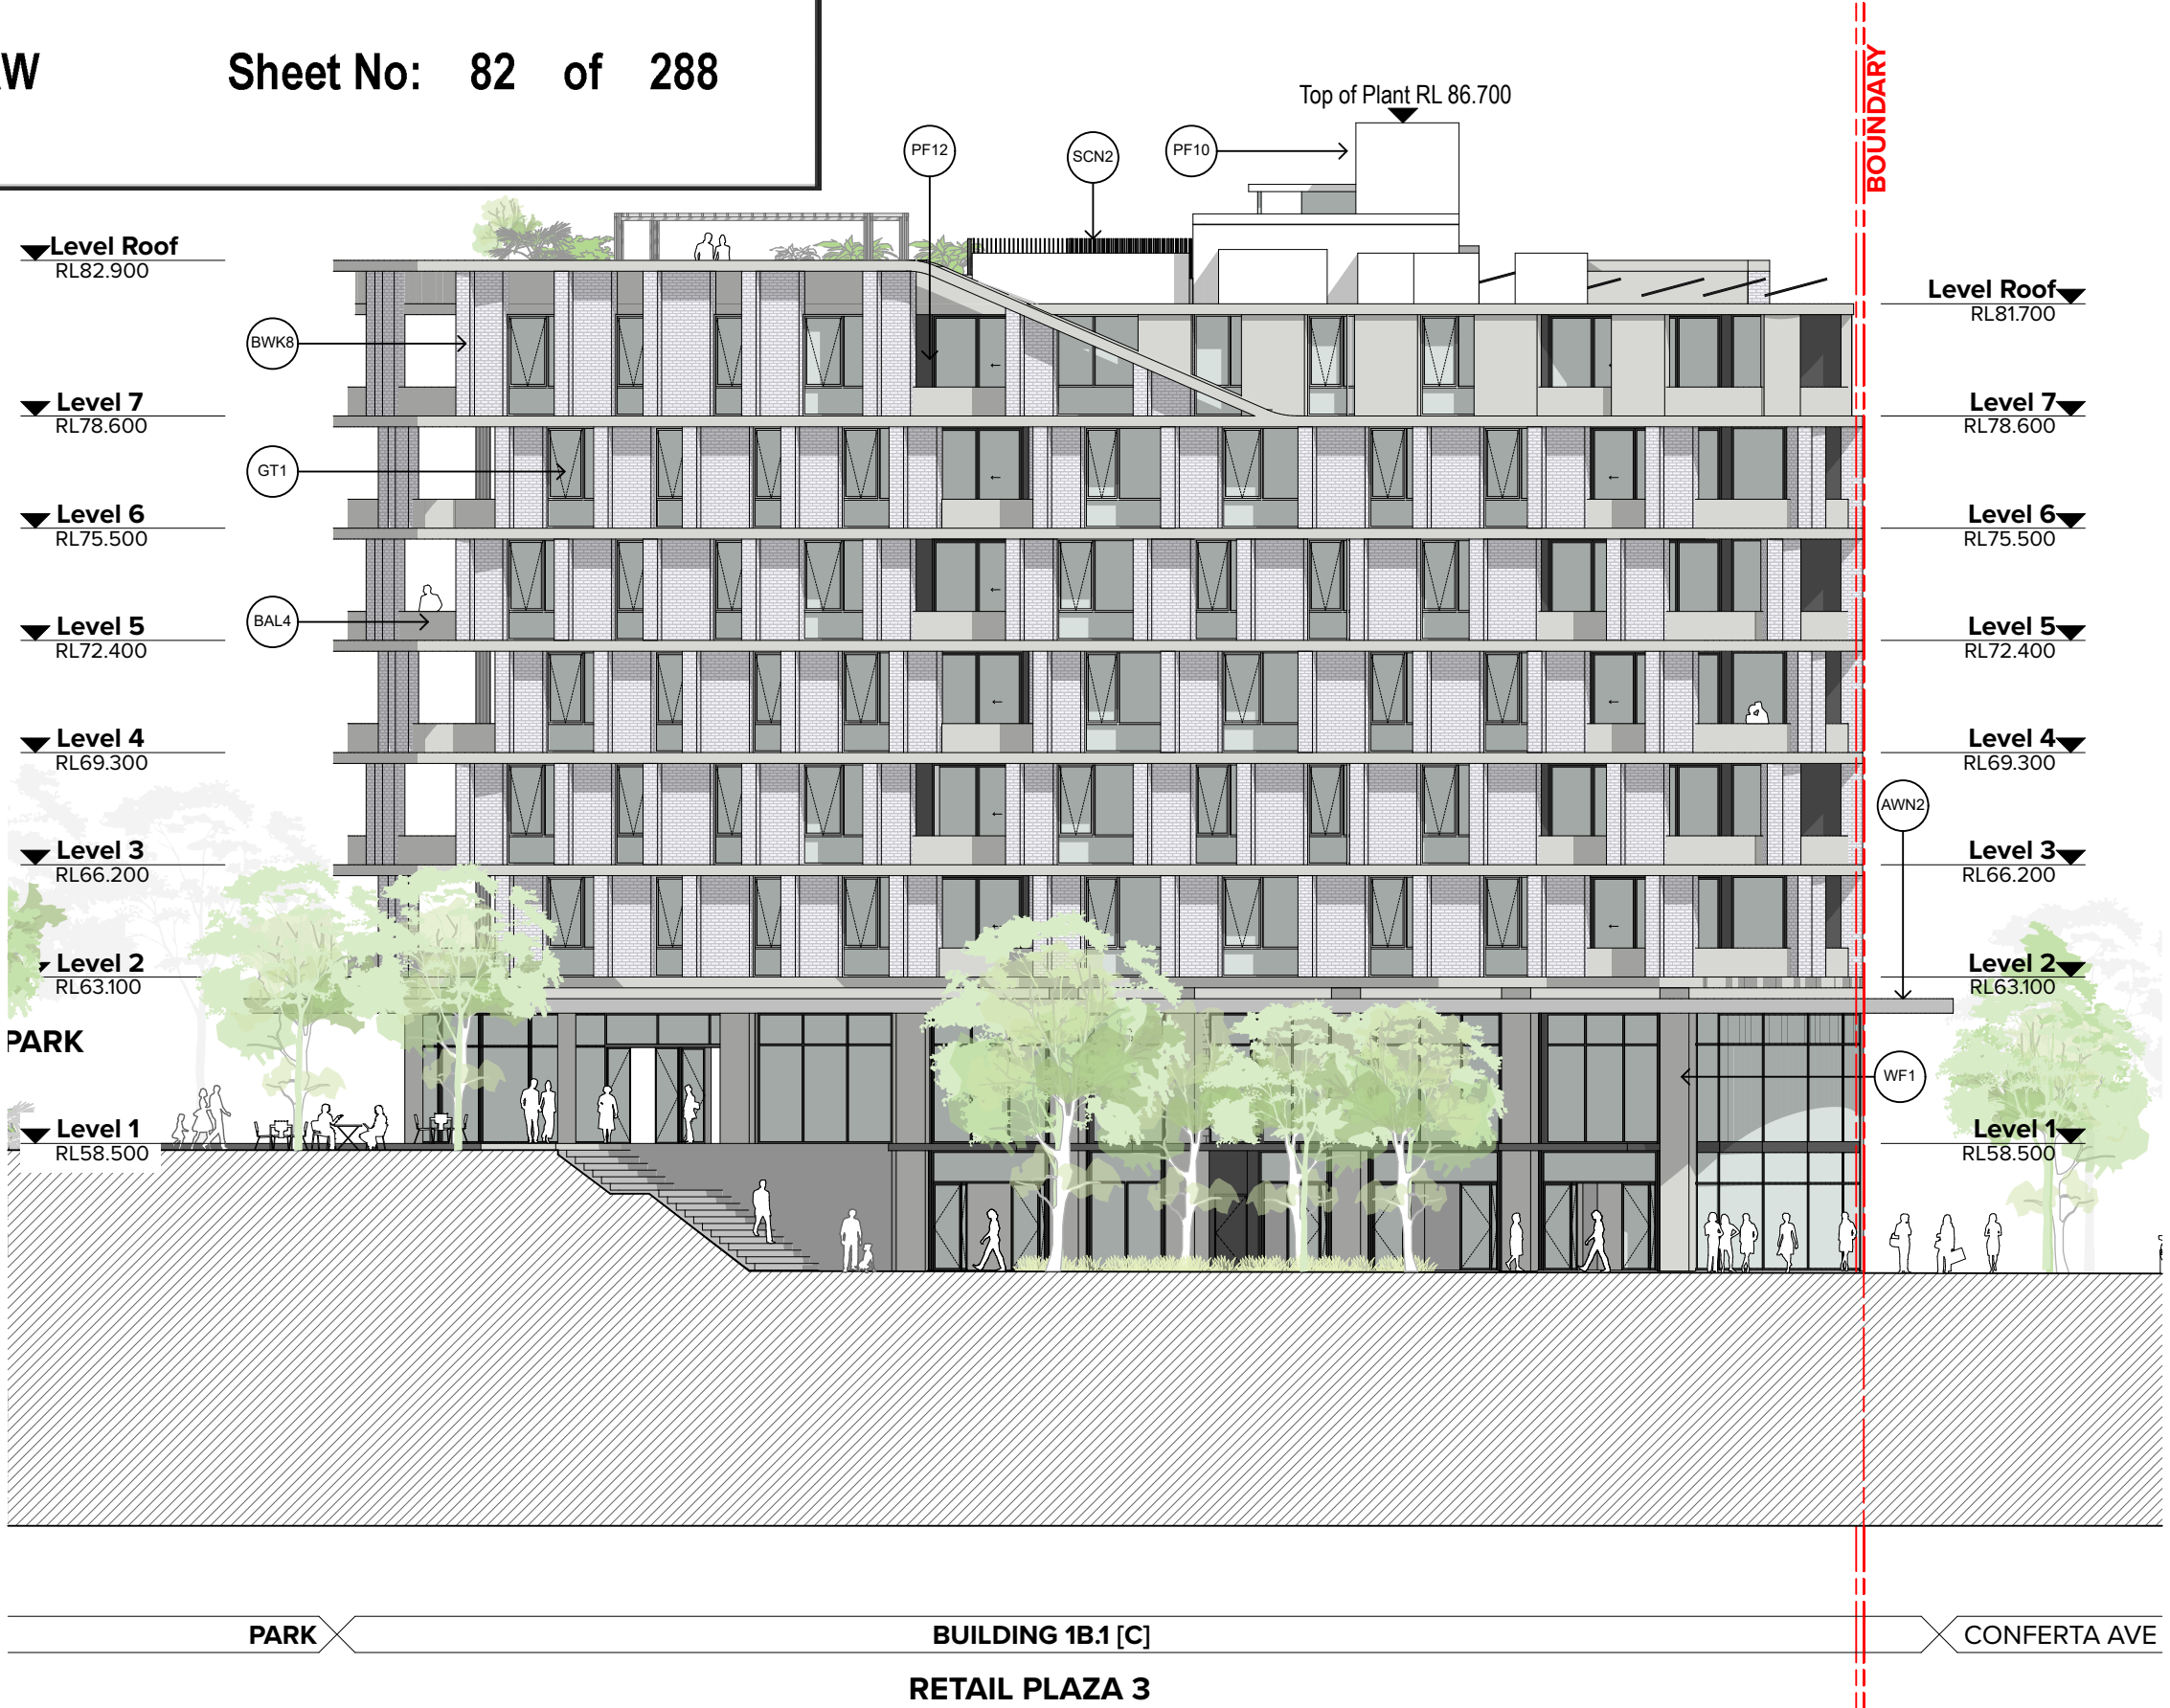 W Sheet No: 82 of 288
Top of Plant RL 86.700
BOUNDARY
PF12
SCN2
PF10
Level Roof
RL82.900
Level Roof
RL81.700
BWK8
Level 7
RL78.600
Level 7
RL78.600
GT1
Level 6
RL75.500
Level 6
RL75.500
BAL4
Level 5
RL72.400
Level 5
RL72.400
Level 4
RL69.300
Level 4
RL69.300
AWN2
Level 3
RL66.200
Level 3
RL66.200
Level 2
RL63.100
Level 2
RL63.100
PARK
WF1
Level 1
RL58.500
Level 1
RL58.500
PARK
BUILDING 1B.1 [C]
CONFERTA AVE
RETAIL PLAZA 3